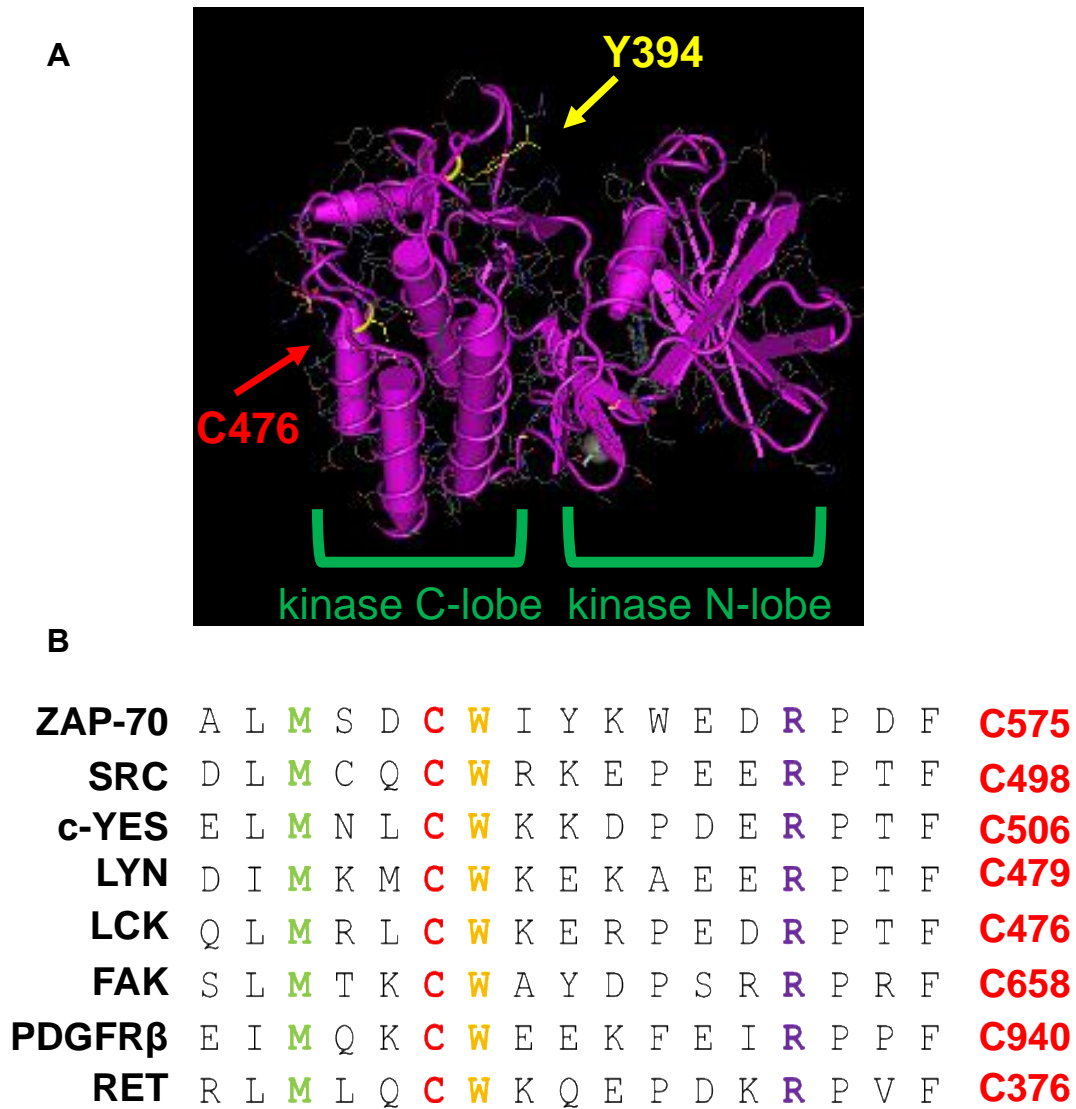 A
Y394
C476
kinase C-lobe kinase N-lobe
B
ZAP-70 A L M S D C W I Y K W E D R P D F C575
SRC D L M C Q C W R K E P E E R P T F C498
c-YES E L M N L C W K K D P D E R P T F C506
LYN D I M K M C W K E K A E E R P T F C479
LCK Q L M R L C W K E R P E D R P T F C476
FAK S L M T K C W A Y D P S R R P R F C658
PDGFRβ E I M Q K C W E E K F E I R P P F C940
RET R L M L Q C W K Q E P D K R P V F C376